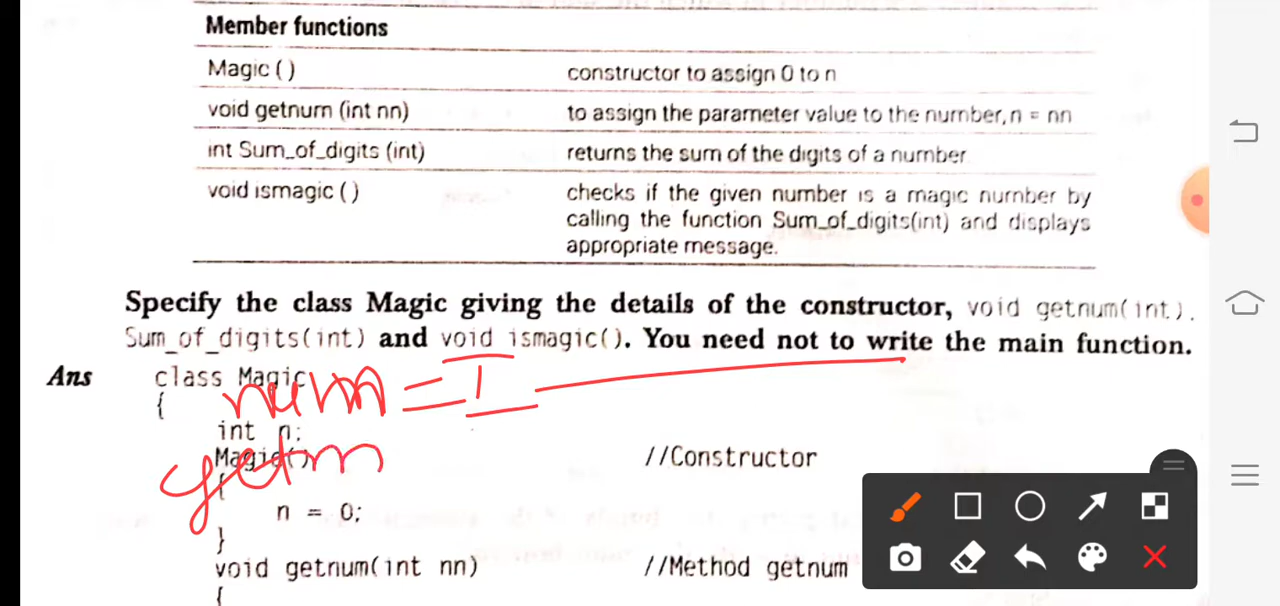 Member functions
Magic ( ) constructor to assign 0 to n
void getnum (int nn) to assign the parameter value to the number, n = nn
int Sum_of_digits (int) returns the sum of the digits of a number.
void ismagic ( ) checks if the given number is a magic number by
calling the function Sum_of_digits(int) and displays
appropriate message.
Specify the class Magic giving the details of the constructor, void getnum(int).
Sum_of_digits(int) and void ismagic(). You need not to write the main function.
Ans class Magic
num = I
{
int n;
Magic() //Constructor
getm
{
n = 0;
}
void getnum(int nn) //Method getnum
{